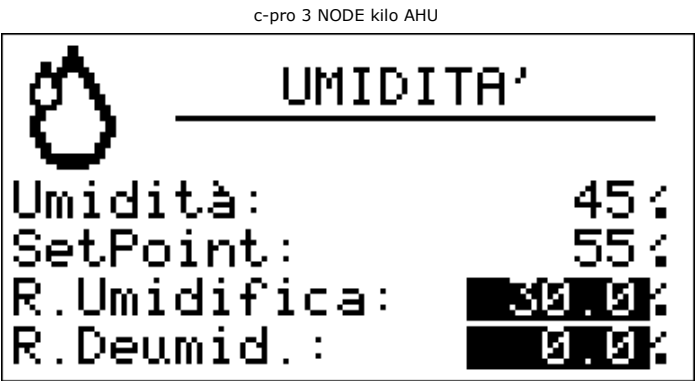 c-pro 3 NODE kilo AHU
UMIDITA'
Umidità: 45%
SetPoint: 55%
R.Umidifica: 30.0%
R.Deumid.: 0.0%